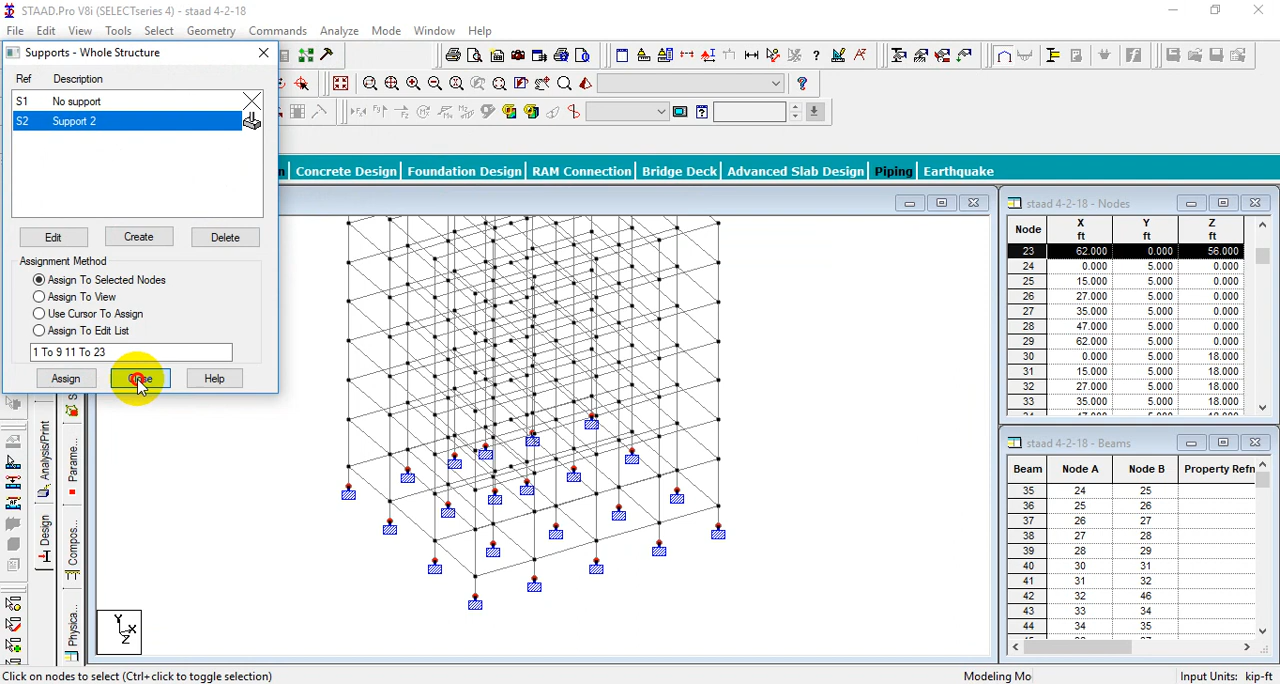 STAAD.Pro V8i (SELECTseries 4) - staad 4-2-18
File Edit View Tools Select Geometry Commands Analyze Mode Window Help
Supports - Whole Structure
Ref Description
S1 No support
S2 Support 2
Edit Create Delete
Assignment Method
Assign To Selected Nodes
Assign To View
Use Cursor To Assign
Assign To Edit List
1 To 9 11 To 23
Assign Close Help
Concrete Design Foundation Design RAM Connection Bridge Deck Advanced Slab Design Piping Earthquake
staad 4-2-18 - Nodes
Node X ft Y ft Z ft
23 62.000 0.000 56.000
24 0.000 5.000 0.000
25 15.000 5.000 0.000
26 27.000 5.000 0.000
27 35.000 5.000 0.000
28 47.000 5.000 0.000
29 62.000 5.000 0.000
30 0.000 5.000 18.000
31 15.000 5.000 18.000
32 27.000 5.000 18.000
33 35.000 5.000 18.000
staad 4-2-18 - Beams
Beam Node A Node B Property Refn
35 24 25
36 25 26
37 26 27
38 27 28
39 28 29
40 30 31
41 31 32
42 32 46
43 33 34
44 34 35
Analysis/Print
Design
Parame...
Compos...
Physica...
Y X Z
Click on nodes to select (Ctrl+click to toggle selection)
Modeling Mo
Input Units: kip-ft